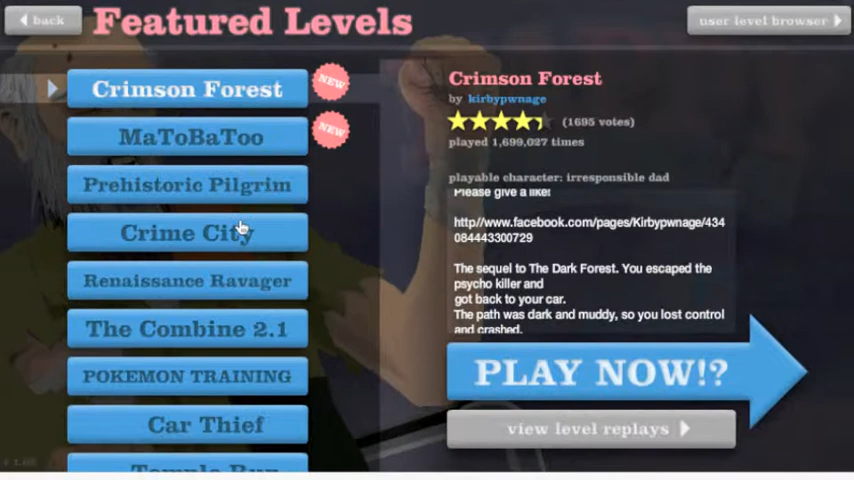 back
Featured Levels
user level browser
Crimson Forest
NEW
MaToBaToo
NEW
Prehistoric Pilgrim
Crime City
Renaissance Ravager
The Combine 2.1
POKEMON TRAINING
Car Thief
Temple Run
Crimson Forest
by kirbypwnage
(1695 votes)
played 1,699,027 times
playable character: irresponsible dad
Please give a like!
http//www.facebook.com/pages/Kirbypwnage/434
084443300729
The sequel to The Dark Forest. You escaped the
psycho killer and
got back to your car.
The path was dark and muddy, so you lost control
and crashed.
PLAY NOW!?
view level replays